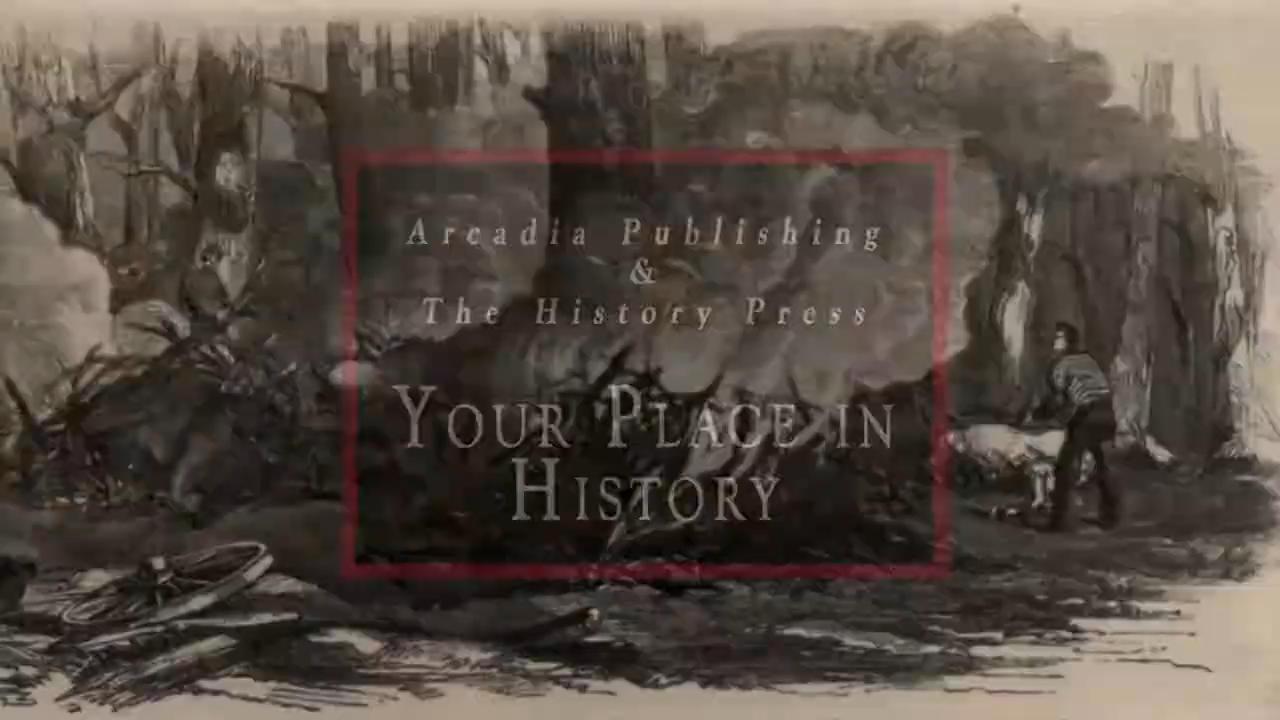 Arcadia Publishing
&
The History Press
YOUR PLACE IN
HISTORY